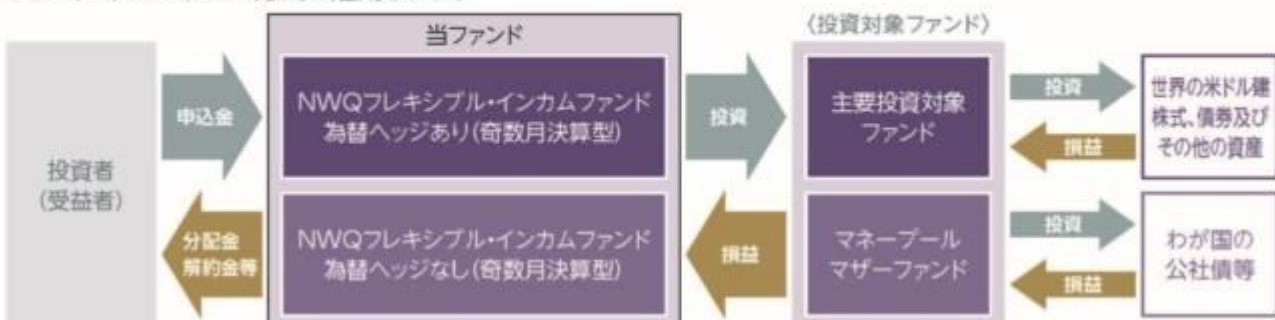 当ファンド
〈投資対象ファンド〉
投資者
(受益者)
申込金
分配金
解約金等
NWQフレキシブル・インカムファンド
為替ヘッジあり(奇数月決算型)
NWQフレキシブル・インカムファンド
為替ヘッジなし(奇数月決算型)
投資
損益
主要投資対象
ファンド
マネープール
マザーファンド
投資
損益
投資
損益
世界の米ドル建
株式、債券及び
その他の資産
わが国の
公社債等